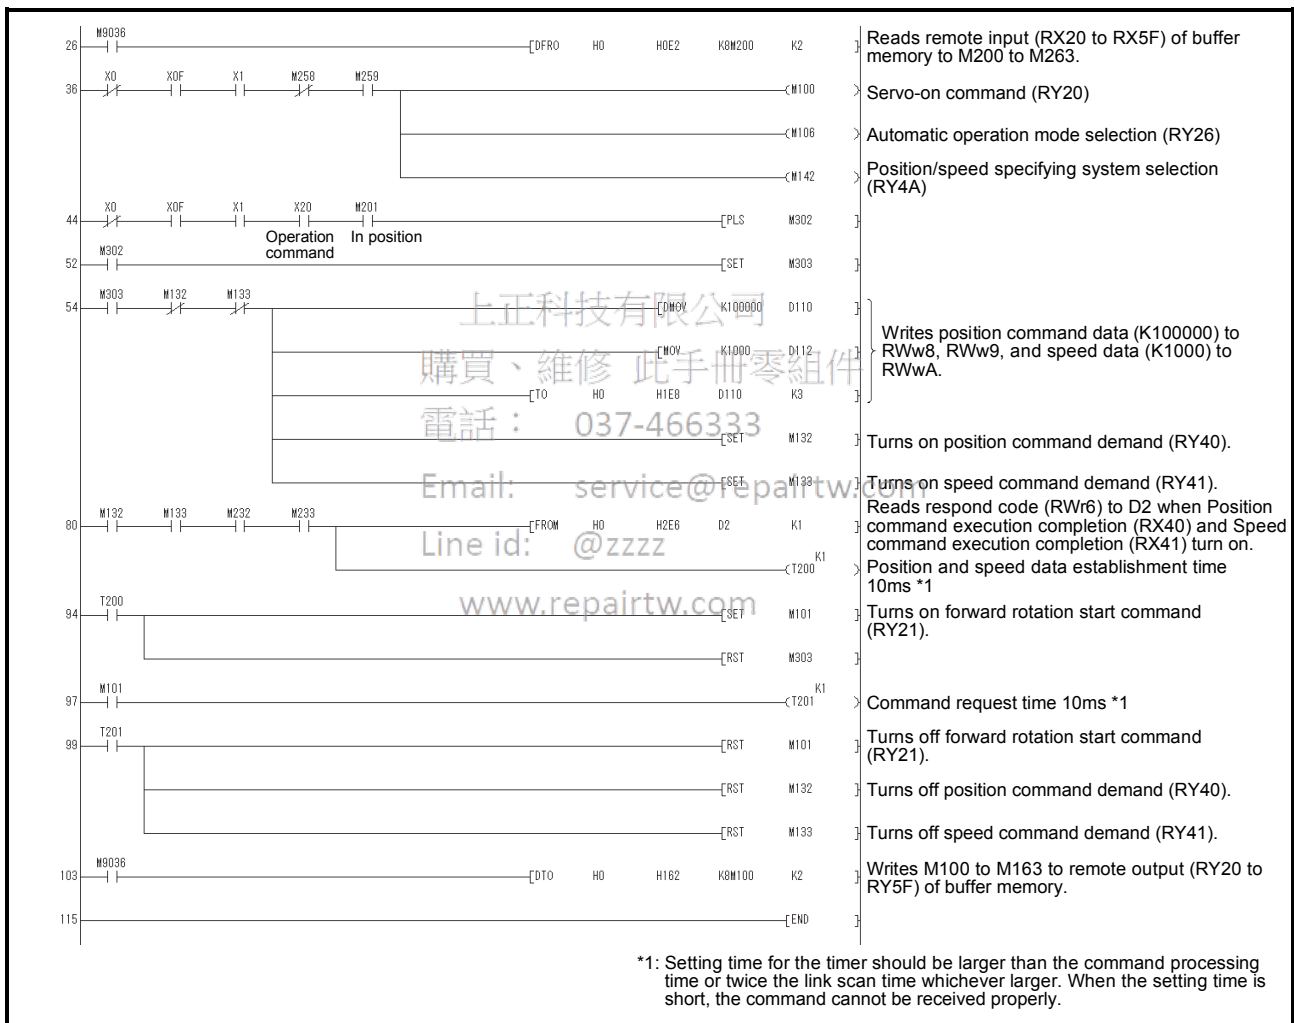 M9036
26 DFRO H0 H0E2 K8M200 K2
Reads remote input (RX20 to RX5F) of buffer
memory to M200 to M263.
X0 X0F X1 M258 M259
36 M100
Servo-on command (RY20)
M106
Automatic operation mode selection (RY26)
M142
Position/speed specifying system selection
(RY4A)
X0 X0F X1 X20 M201
44 PLS M302
Operation
command
In position
M302
52 SET M303
M303 M132 M133
54 DMOV K100000 D110
MOV K1000 D112
TO H0 H1E8 D110 K3
Writes position command data (K100000) to
RWw8, RWw9, and speed data (K1000) to
RWwA.
SET M132
Turns on position command demand (RY40).
SET M133
Turns on speed command demand (RY41).
M132 M133 M232 M233
80 FROM H0 H2E6 D2 K1
Reads respond code (RWr6) to D2 when Position
command execution completion (RX40) and Speed
command execution completion (RX41) turn on.
K1
T200
Position and speed data establishment time
10ms *1
T200
94 SET M101
Turns on forward rotation start command
(RY21).
RST M303
M101
K1
97 T201
Command request time 10ms *1
T201
99 RST M101
Turns off forward rotation start command
(RY21).
RST M132
Turns off position command demand (RY40).
RST M133
Turns off speed command demand (RY41).
M9036
103 DTO H0 H162 K8M100 K2
Writes M100 to M163 to remote output (RY20 to
RY5F) of buffer memory.
115 END
*1: Setting time for the timer should be larger than the command processing
time or twice the link scan time whichever larger. When the setting time is
short, the command cannot be received properly.
上正科技有限公司
購買、維修 此手冊零組件
電話： 037-466333
Email: service@repairtw.com
Line id: @zzzz
www.repairtw.com